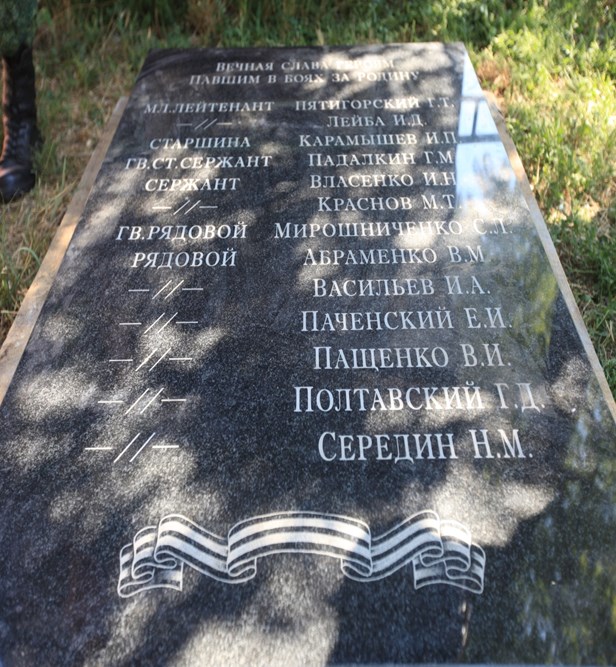 Вечная слава героям,
павшим в боях за Родину
мл.лейтенант Пятигорский Г.Т.
—//— Лейба И.Д.
старшина Карамышев И.П
гв.ст.сержант Падалкин Г.М
сержант Власенко И.Н
—//— Краснов М.Т.
гв.рядовой Мирошниченко С.Л.
рядовой Абраменко В.М
—//— Васильев И.А.
—//— Паченский Е.И.
—//— Пащенко В.И.
—//— Полтавский Г.Д.
—//— Середин Н.М.